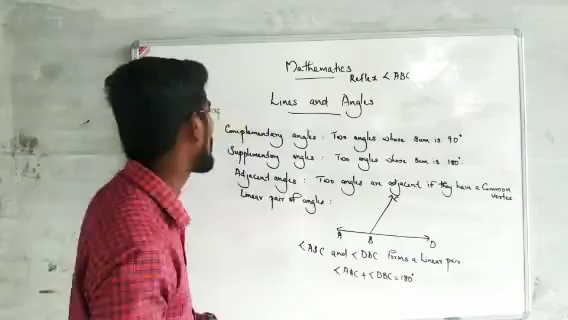 Mathematics
Reflex < ABC
Lines and Angles
Complementary angles : Two angles whose sum is 90°
Supplementary angles : Two angles whose sum is 180°.
Adjacent angles : Two angles are adjacent if they have a Common vertex
Linear pair of angles :
C
A B D
<ABC and <DBC forms a linear pair
<ABC + <DBC = 180°